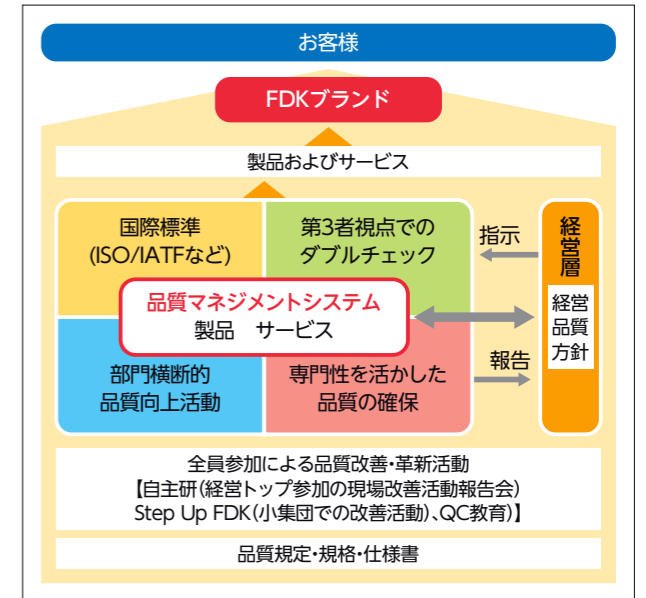 お客様
FDKブランド
製品およびサービス
国際標準
(ISO/IATFなど)
第3者視点での
ダブルチェック
品質マネジメントシステム
製品 サービス
部門横断的
品質向上活動
専門性を活かした
品質の確保
指示
報告
経営層
経営
品質
方針
全員参加による品質改善・革新活動
【自主研(経営トップ参加の現場改善活動報告会)
Step Up FDK(小集団での改善活動)、QC教育)】
品質規定・規格・仕様書